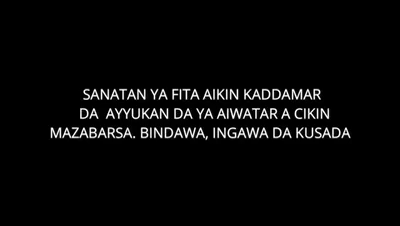 SANATAN YA FITA AIKIN KADDAMAR
DA AYYUKAN DA YA AIWATAR A CIKIN
MAZABARSA. BINDAWA, INGAWA DA KUSADA